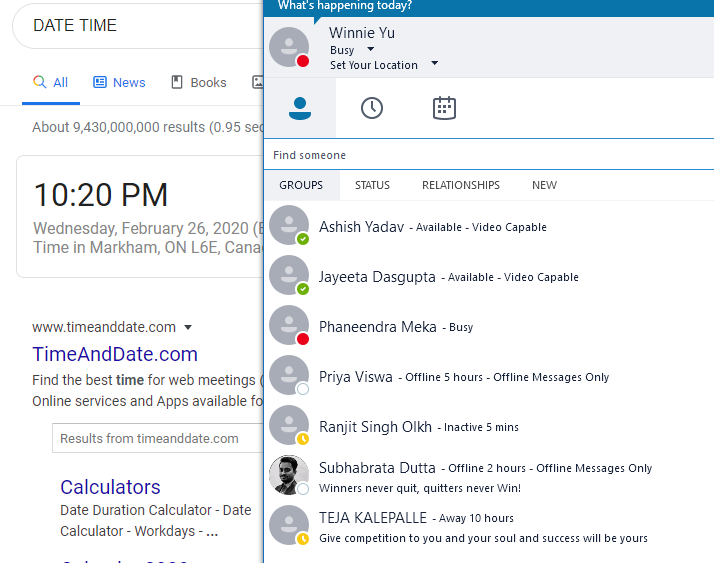 DATE TIME
All
News
Books
About 9,430,000,000 results (0.95 sec
10:20 PM
Wednesday, February 26, 2020 (E
Time in Markham, ON L6E, Cana
www.timeanddate.com
TimeAndDate.com
Find the best time for web meetings (
Online services and Apps available fo
Results from timeanddate.com
Calculators
Date Duration Calculator - Date
Calculator - Workdays - ...
What's happening today?
Winnie Yu
Busy
Set Your Location
Find someone
GROUPS STATUS RELATIONSHIPS NEW
Ashish Yadav - Available - Video Capable
Jayeeta Dasgupta - Available - Video Capable
Phaneendra Meka - Busy
Priya Viswa - Offline 5 hours - Offline Messages Only
Ranjit Singh Olkh - Inactive 5 mins
Subhabrata Dutta - Offline 2 hours - Offline Messages Only
Winners never quit, quitters never Win!
TEJA KALEPALLE - Away 10 hours
Give competition to you and your soul and success will be yours